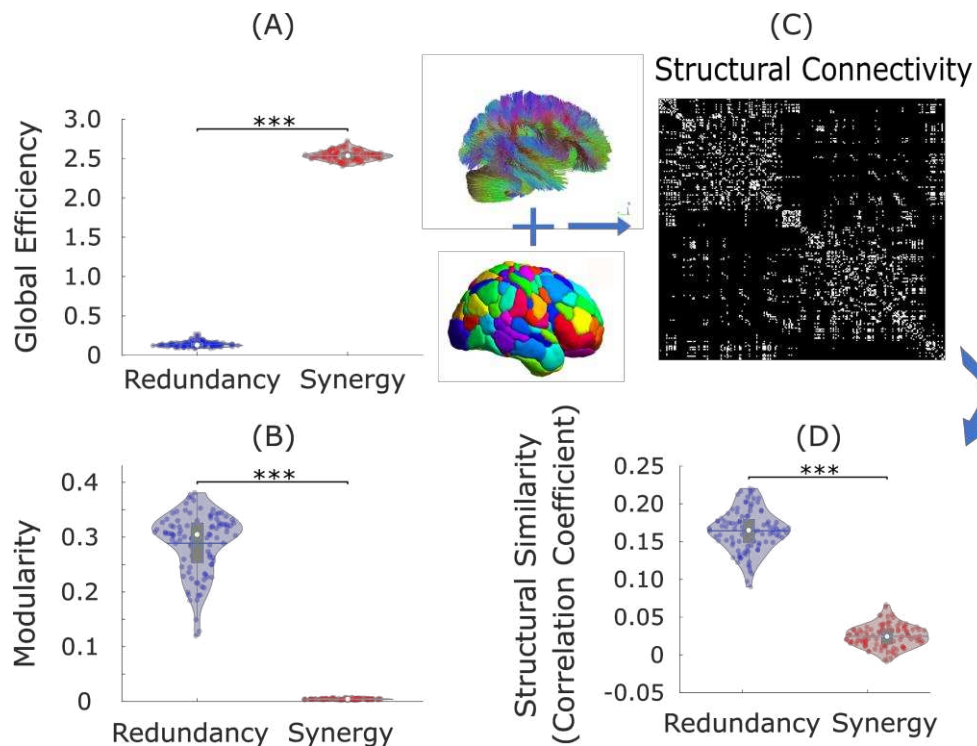 (A)
Global Efficiency
3.0
2.5
2.0
1.5
1.0
0.5
0
***
Redundancy Synergy
(C)
Structural Connectivity
(B)
Modularity
0.4
0.3
0.2
0.1
0
***
Redundancy Synergy
(D)
Structural Similarity
(Correlation Coefficient)
0.25
0.20
0.15
0.10
0.05
0
-0.05
***
Redundancy Synergy